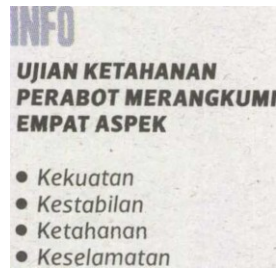 INFO
UJIAN KETAHANAN
PERABOT MERANGKUMI
EMPAT ASPEK
• Kekuatan
• Kestabilan
• Ketahanan
• Keselamatan